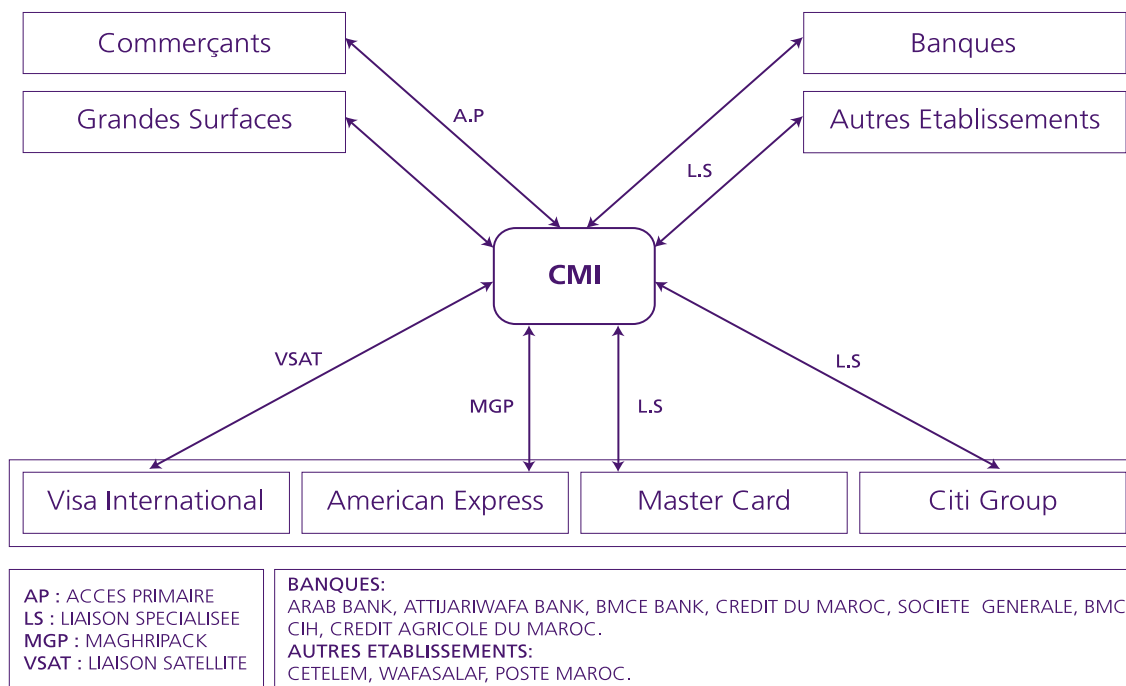 Commerçants
Banques
Grandes Surfaces
Autres Etablissements
A.P
L.S
CMI
VSAT
L.S
MGP
L.S
Visa International
American Express
Master Card
Citi Group
AP : ACCES PRIMAIRE
LS : LIAISON SPECIALISEE
MGP : MAGHRIPACK
VSAT : LIAISON SATELLITE
BANQUES:
ARAB BANK, ATTIJARIWAFA BANK, BMCE BANK, CREDIT DU MAROC, SOCIETE GENERALE, BMC
CIH, CREDIT AGRICOLE DU MAROC.
AUTRES ETABLISSEMENTS:
CETELEM, WAFASALAF, POSTE MAROC.